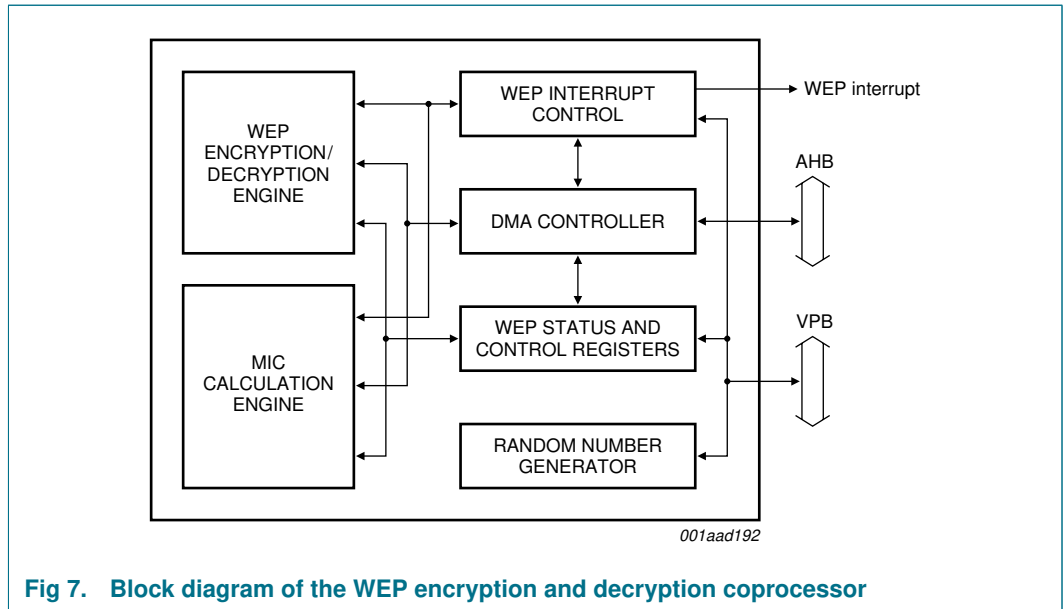 WEP
ENCRYPTION/
DECRYPTION
ENGINE
MIC
CALCULATION
ENGINE
WEP INTERRUPT
CONTROL
DMA CONTROLLER
WEP STATUS AND
CONTROL REGISTERS
RANDOM NUMBER
GENERATOR
WEP interrupt
AHB
VPB
001aad192
Fig 7. Block diagram of the WEP encryption and decryption coprocessor